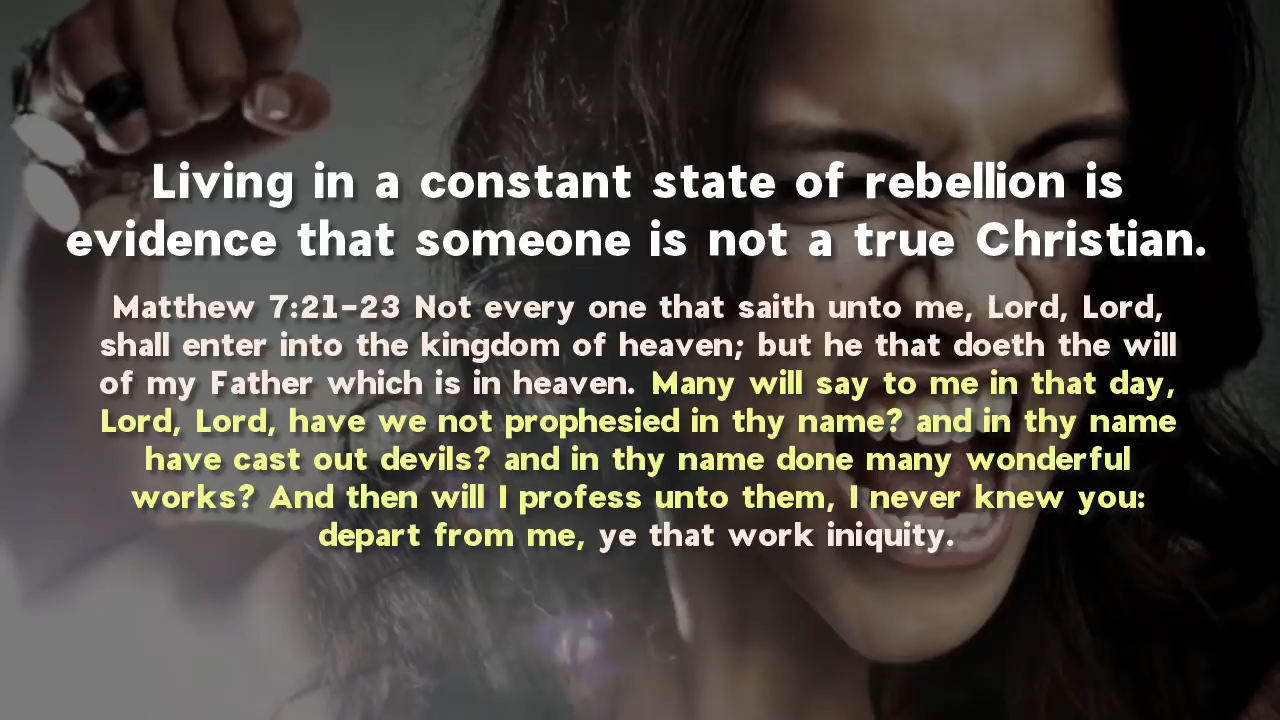 Living in a constant state of rebellion is
evidence that someone is not a true Christian.
Matthew 7:21-23 Not every one that saith unto me, Lord, Lord,
shall enter into the kingdom of heaven; but he that doeth the will
of my Father which is in heaven. Many will say to me in that day,
Lord, Lord, have we not prophesied in thy name? and in thy name
have cast out devils? and in thy name done many wonderful
works? And then will I profess unto them, I never knew you:
depart from me, ye that work iniquity.